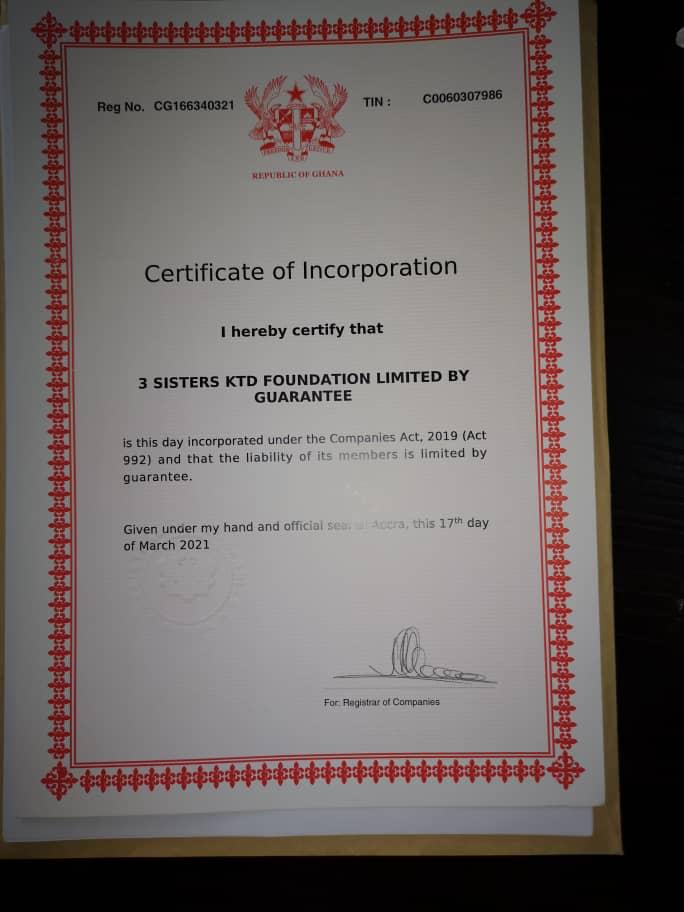 Reg No. CG166340321
TIN : C0060307986
REPUBLIC OF GHANA
Certificate of Incorporation
I hereby certify that
3 SISTERS KTD FOUNDATION LIMITED BY
GUARANTEE
is this day incorporated under the Companies Act, 2019 (Act
992) and that the liability of its members is limited by
guarantee.
Given under my hand and official seal at Accra, this 17th day
of March 2021
For: Registrar of Companies